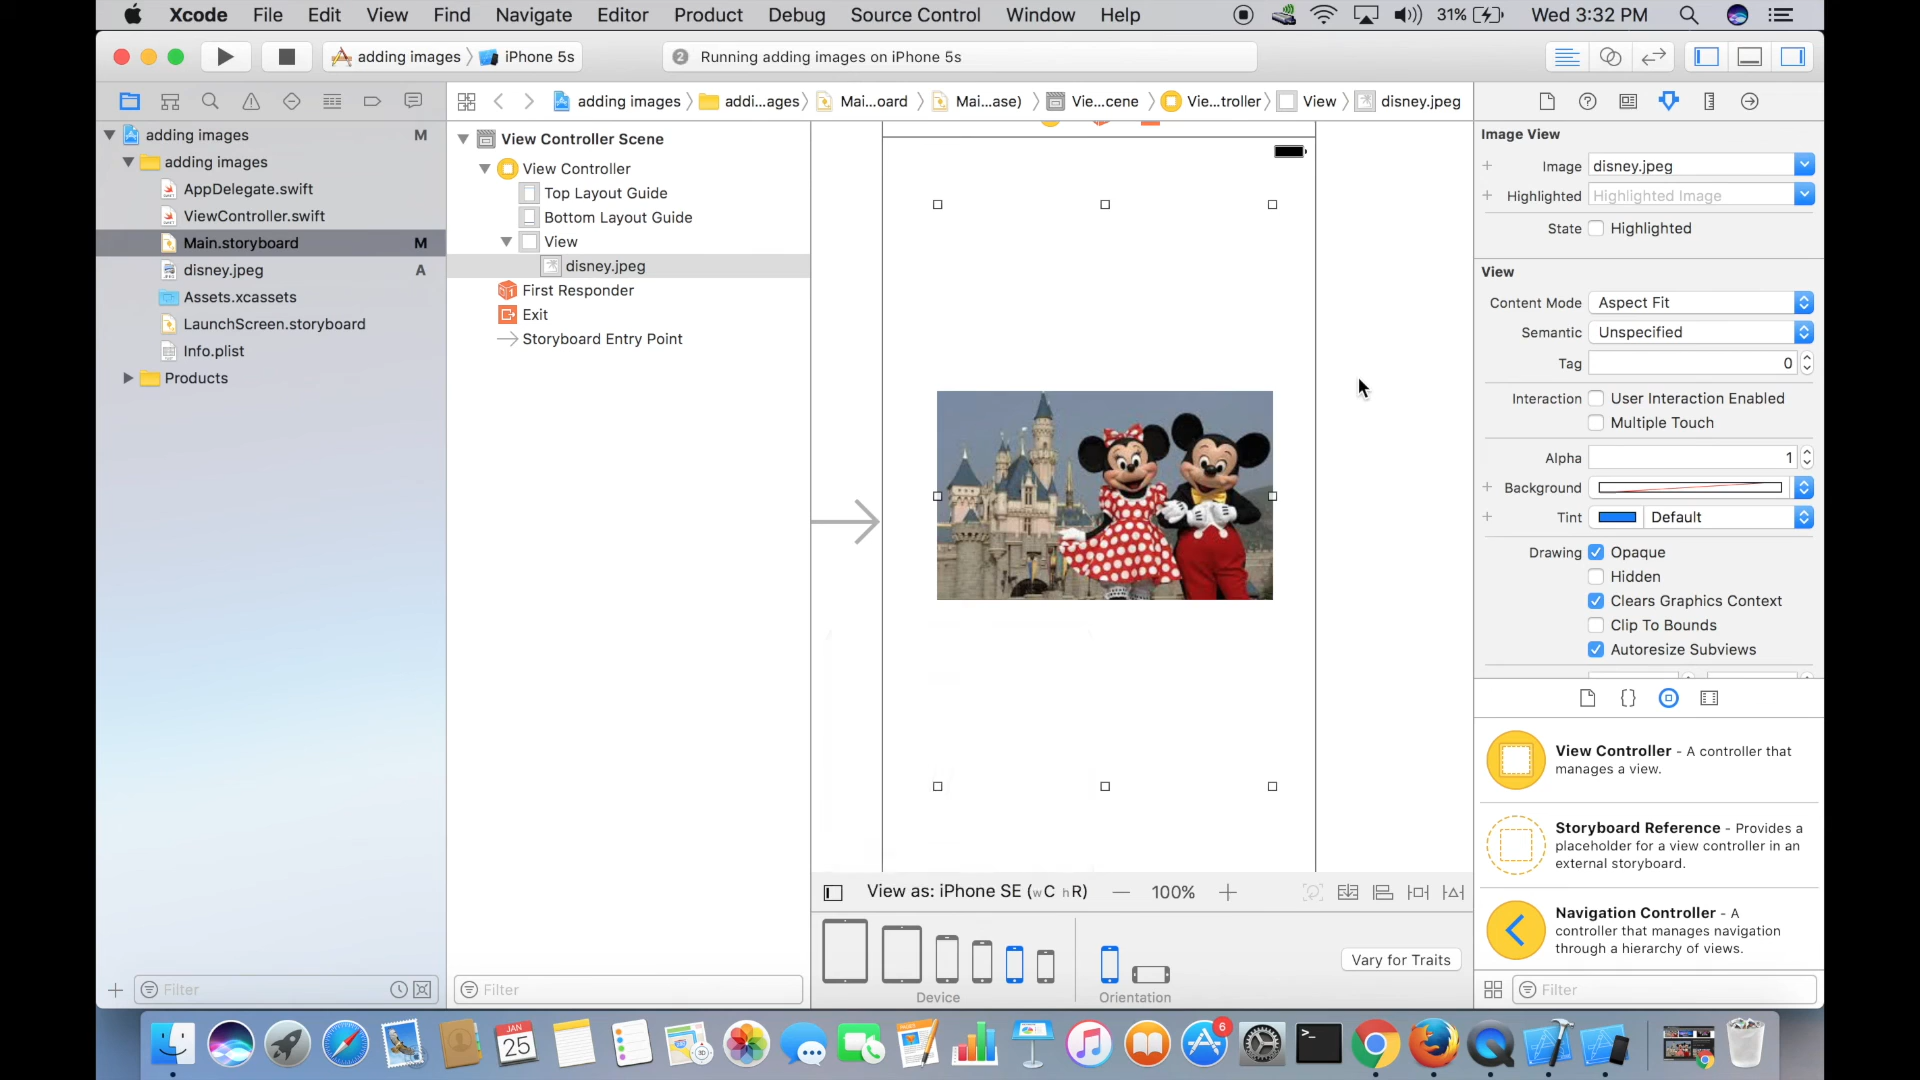 Xcode File Edit View Find Navigate Editor Product Debug Source Control Window Help 31% Wed 3:32 PM
adding images iPhone 5s 2 Running adding images on iPhone 5s
adding images addi...ages Mai...oard Mai...ase) Vie...cene Vie...troller View disney.jpeg
adding images M
adding images
AppDelegate.swift
ViewController.swift
Main.storyboard M
disney.jpeg A
Assets.xcassets
LaunchScreen.storyboard
Info.plist
Products
Filter
View Controller Scene
View Controller
Top Layout Guide
Bottom Layout Guide
View
disney.jpeg
First Responder
Exit
Storyboard Entry Point
Filter
View as: iPhone SE (wC hR) — 100% +
Vary for Traits
Device Orientation
Image View
Image disney.jpeg
Highlighted Highlighted Image
State Highlighted
View
Content Mode Aspect Fit
Semantic Unspecified
Tag 0
Interaction User Interaction Enabled
Multiple Touch
Alpha 1
Background
Tint Default
Drawing Opaque
Hidden
Clears Graphics Context
Clip To Bounds
Autoresize Subviews
View Controller - A controller that
manages a view.
Storyboard Reference - Provides a
placeholder for a view controller in an
external storyboard.
Navigation Controller - A
controller that manages navigation
through a hierarchy of views.
Filter
JAN
25
3D
PAGES
6